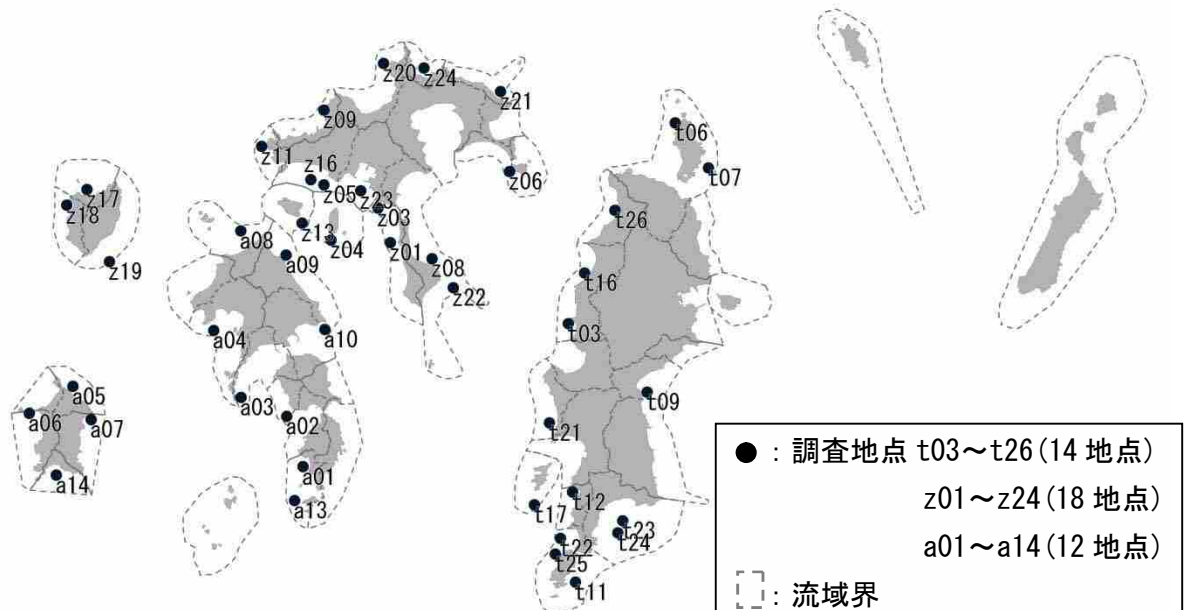 z20
z24
z21
z09
z11
z16
z05
z23
z03
z06
t06
t07
z17
z18
z19
a08
z13
z04
a09
z01
z08
z22
t26
t16
t03
a04
a10
a05
a06
a07
a03
a02
t09
t21
a14
a01
a13
t12
t17
t23
t24
t22
t25
t11
● : 調査地点 t03～t26(14 地点)
z01～z24(18 地点)
a01～a14(12 地点)
: 流域界